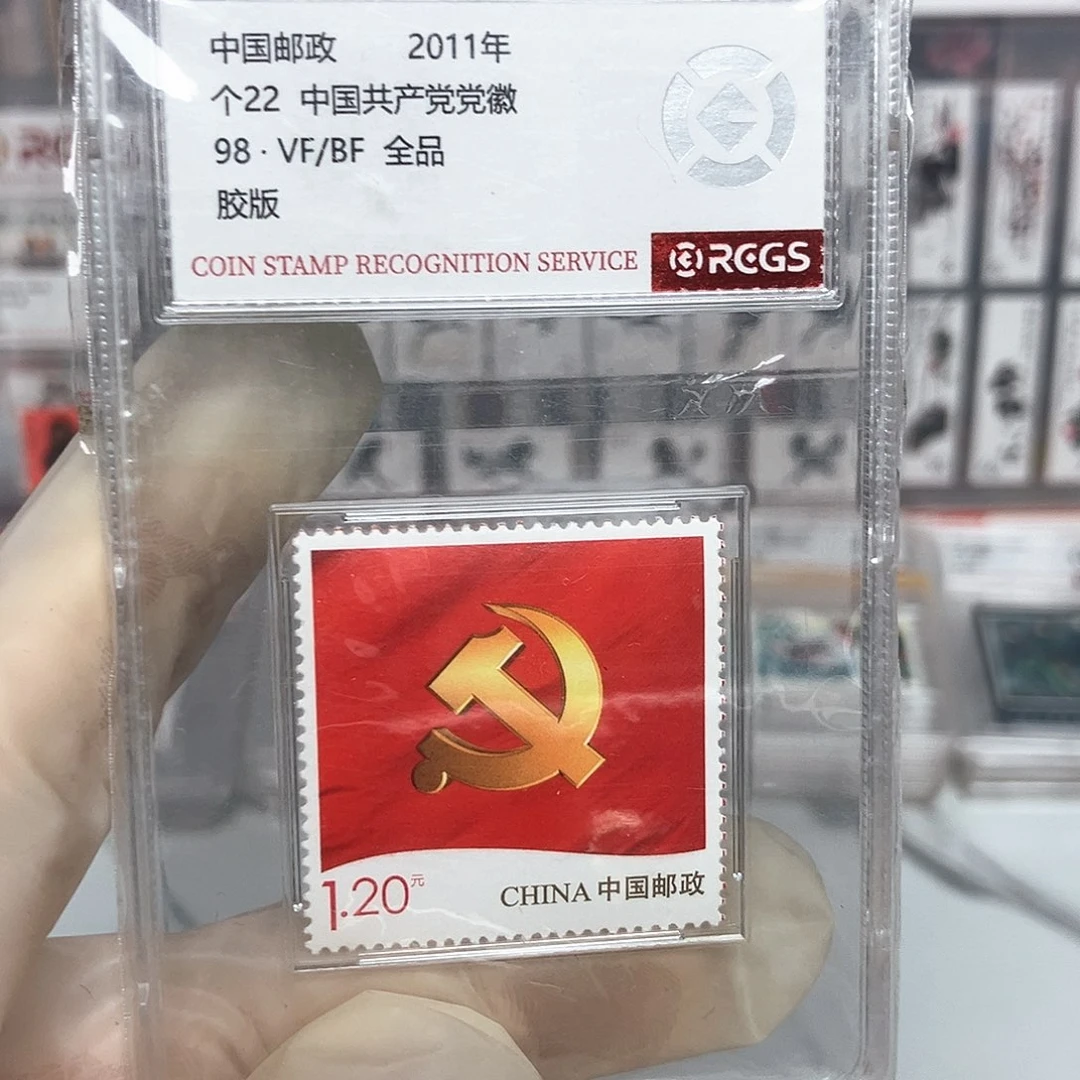 中国邮政 2011年
个22 中国共产党党徽
98·VF/BF 全品
胶版
COIN STAMP RECOGNITION SERVICE RCGS
1.20元
CHINA 中国邮政